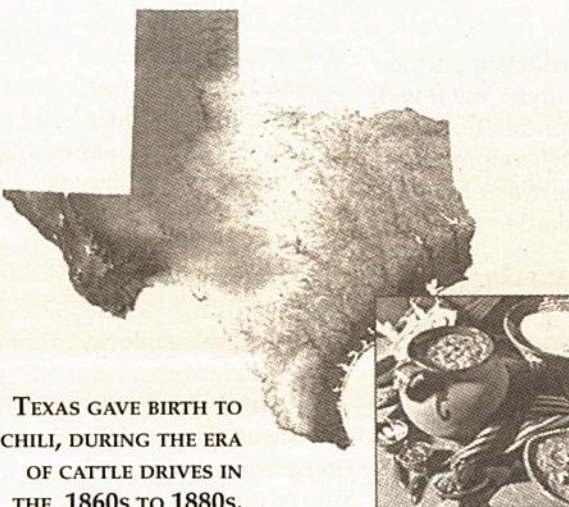 TEXAS GAVE BIRTH TO
CHILI, DURING THE ERA
OF CATTLE DRIVES IN
THE 1860S TO 1880S.